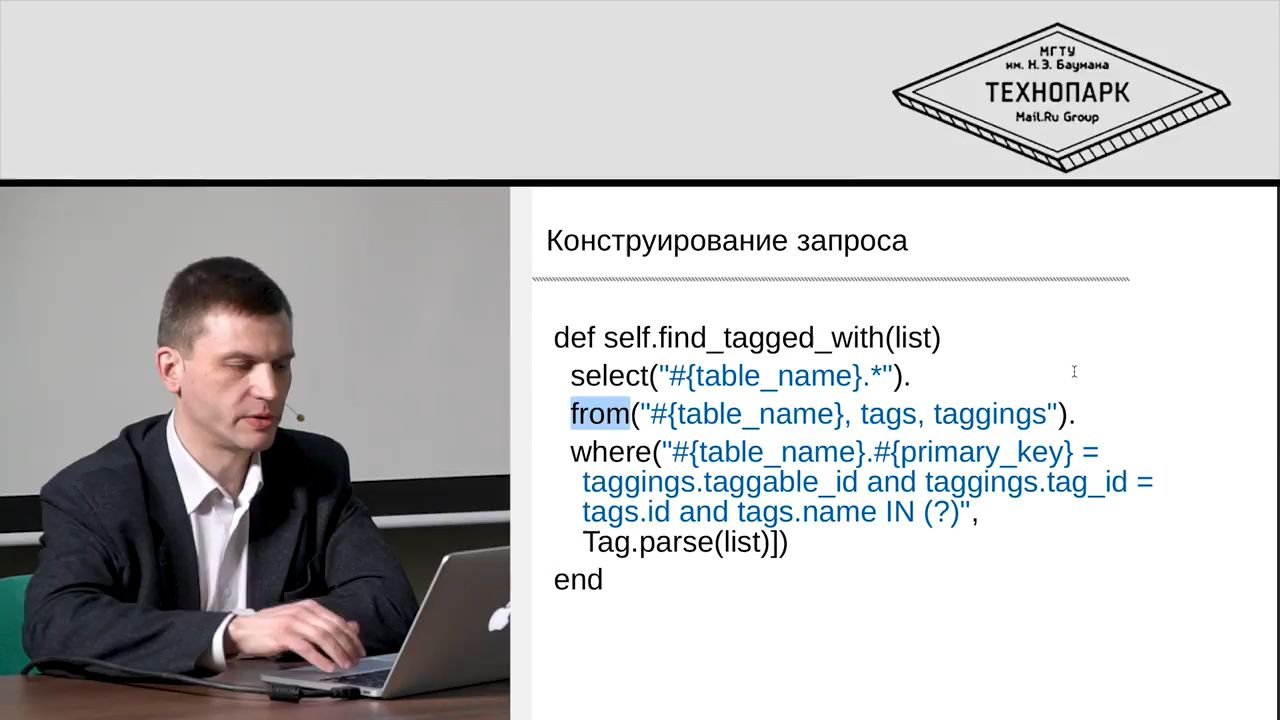 МГТУ
им. Н.Э. Баумана
ТЕХНОПАРК
Mail.Ru Group
Конструирование запроса
def self.find_tagged_with(list)
select("#{table_name}.*").
from("#{table_name}, tags, taggings").
where("#{table_name}.#{primary_key} =
taggings.taggable_id and taggings.tag_id =
tags.id and tags.name IN (?)",
Tag.parse(list)])
end